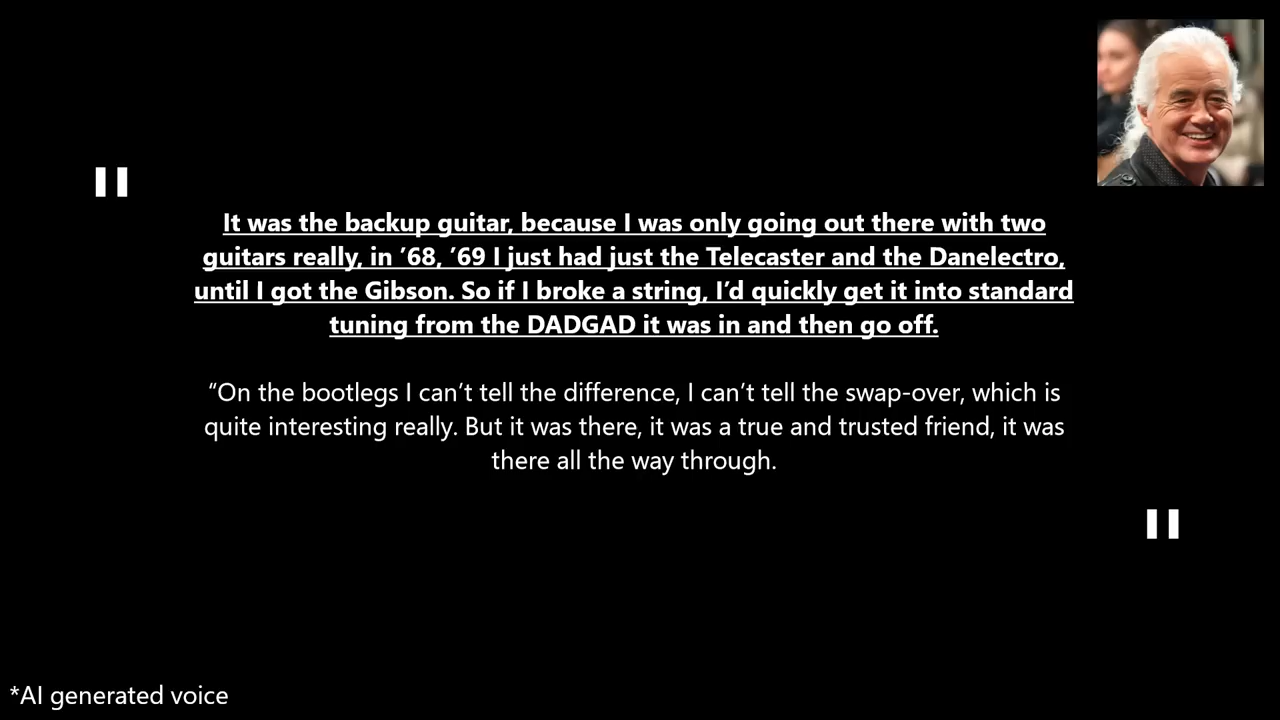 "
It was the backup guitar, because I was only going out there with two
guitars really, in ’68, ’69 I just had just the Telecaster and the Danelectro,
until I got the Gibson. So if I broke a string, I’d quickly get it into standard
tuning from the DADGAD it was in and then go off.
“On the bootlegs I can’t tell the difference, I can’t tell the swap-over, which is
quite interesting really. But it was there, it was a true and trusted friend, it was
there all the way through.
"
*AI generated voice